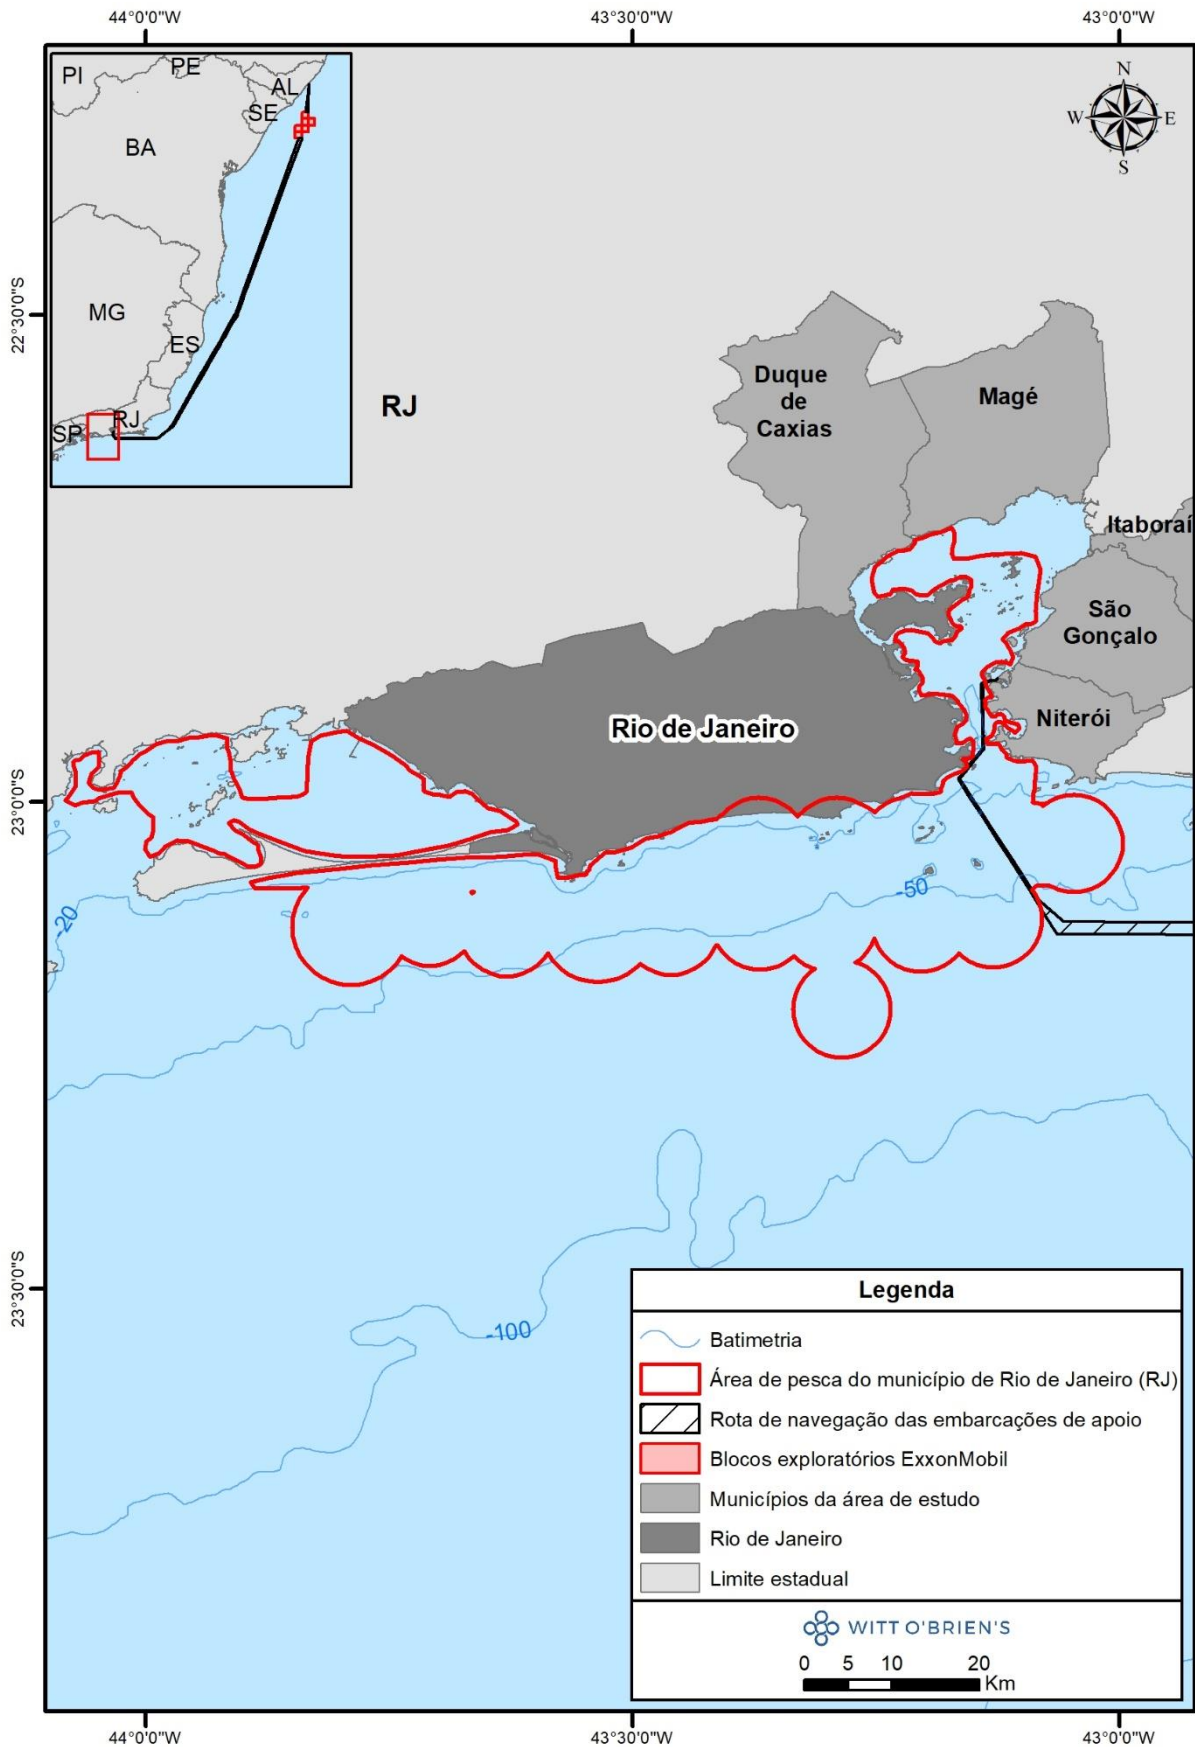 44°0'0"W
43°30'0"W
43°0'0"W
PI
PE
AL
SE
BA
MG
ES
RJ
SP
N
W
E
S
22°30'0"S
RJ
Duque
de
Caxias
Magé
Itaboraí
São
Gonçalo
Niterói
Rio de Janeiro
23°0'0"S
-20
-50
23°30'0"S
-100
Legenda
Batimetria
Área de pesca do município de Rio de Janeiro (RJ)
Rota de navegação das embarcações de apoio
Blocos exploratórios ExxonMobil
Municípios da área de estudo
Rio de Janeiro
Limite estadual
WITT O'BRIEN'S
0 5 10 20
Km
44°0'0"W
43°30'0"W
43°0'0"W